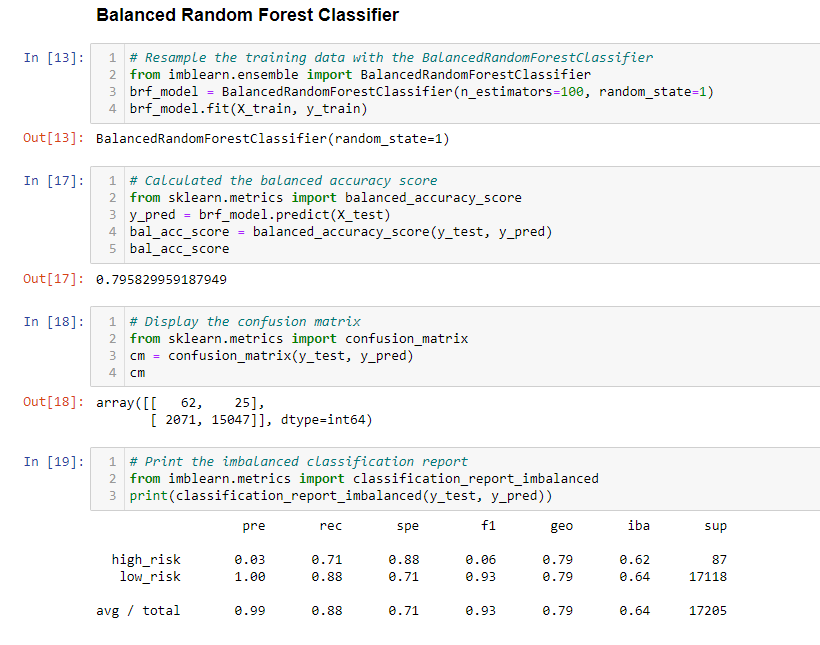 Balanced Random Forest Classifier
In [13]:
1 # Resample the training data with the BalancedRandomForestClassifier
2 from imblearn.ensemble import BalancedRandomForestClassifier
3 brf_model = BalancedRandomForestClassifier(n_estimators=100, random_state=1)
4 brf_model.fit(X_train, y_train)
Out[13]: BalancedRandomForestClassifier(random_state=1)
In [17]:
1 # Calculated the balanced accuracy score
2 from sklearn.metrics import balanced_accuracy_score
3 y_pred = brf_model.predict(X_test)
4 bal_acc_score = balanced_accuracy_score(y_test, y_pred)
5 bal_acc_score
Out[17]: 0.795829959187949
In [18]:
1 # Display the confusion matrix
2 from sklearn.metrics import confusion_matrix
3 cm = confusion_matrix(y_test, y_pred)
4 cm
Out[18]: array([[   62,    25],
       [ 2071, 15047]], dtype=int64)
In [19]:
1 # Print the imbalanced classification report
2 from imblearn.metrics import classification_report_imbalanced
3 print(classification_report_imbalanced(y_test, y_pred))
pre rec spe f1 geo iba sup
high_risk 0.03 0.71 0.88 0.06 0.79 0.62 87
low_risk 1.00 0.88 0.71 0.93 0.79 0.64 17118
avg / total 0.99 0.88 0.71 0.93 0.79 0.64 17205